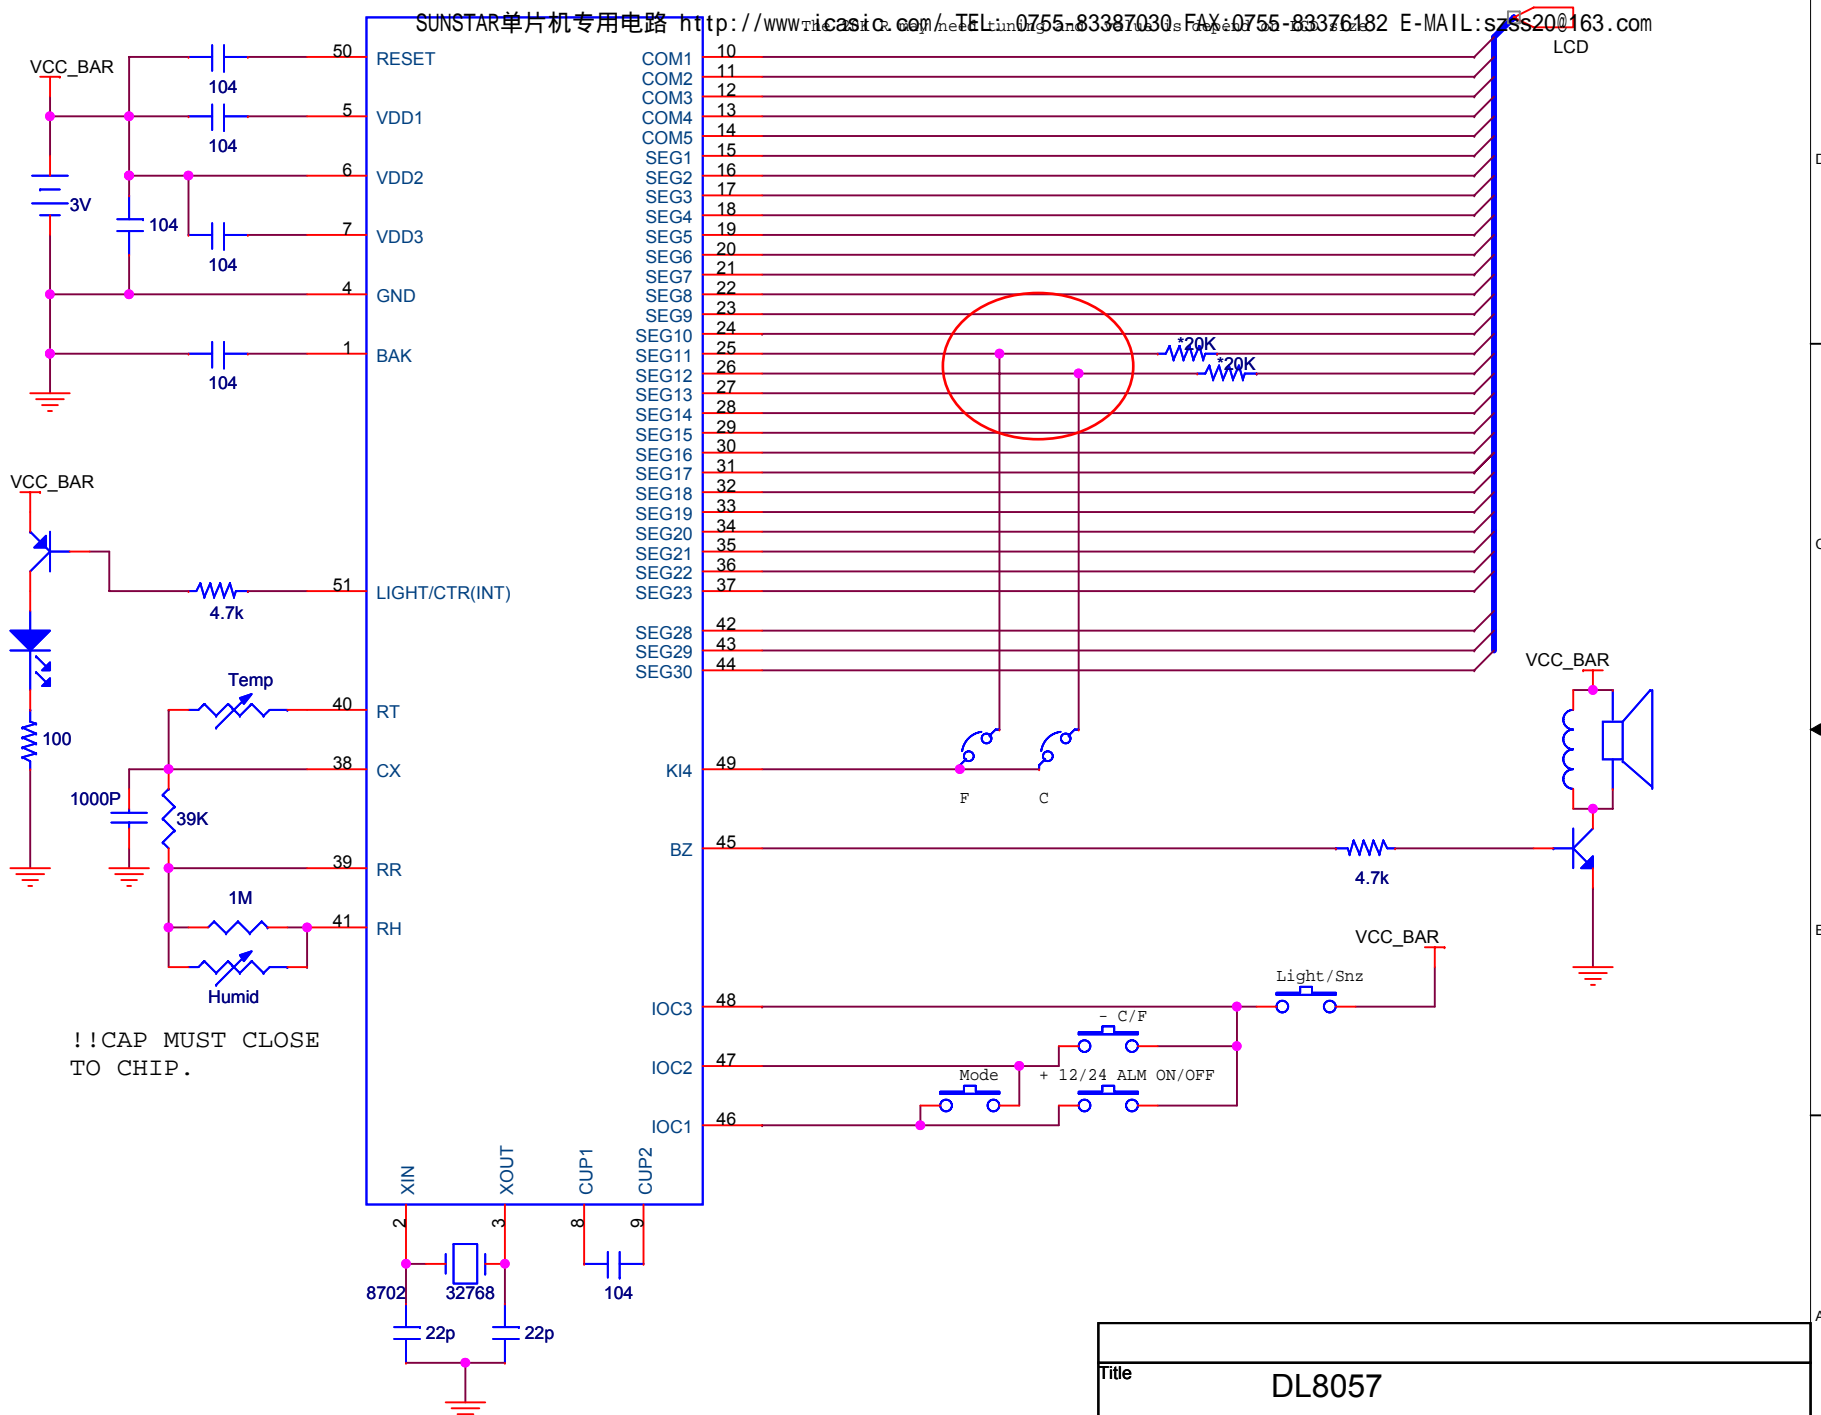 SUNSTAR单片机专用电路 http://www.icasic.com/ TEL: 0755-83387030 FAX:0755-83376182 E-MAIL:szss20@163.com
LCD
VCC_BAR
104
50
RESET
104
5
VDD1
6
VDD2
3V
104
7
VDD3
104
4
GND
1
BAK
104
COM1 10
COM2 11
COM3 12
COM4 13
COM5 14
SEG1 15
SEG2 16
SEG3 17
SEG4 18
SEG5 19
SEG6 20
SEG7 21
SEG8 22
SEG9 23
SEG10 24
SEG11 25 *20K
SEG12 26 *20K
SEG13 27
SEG14 28
SEG15 29
SEG16 30
SEG17 31
SEG18 32
SEG19 33
SEG20 34
SEG21 35
SEG22 36
SEG23 37
SEG28 42
SEG29 43
SEG30 44
VCC_BAR
51
LIGHT/CTR(INT)
4.7k
100
Temp
40
RT
38
CX
1000P
39K
39
RR
1M
41
RH
Humid
!!CAP MUST CLOSE
TO CHIP.
KI4 49
F C
BZ 45
4.7k
VCC_BAR
VCC_BAR
Light/Snz
IOC3 48
- C/F
IOC2 47
Mode + 12/24 ALM ON/OFF
IOC1 46
XIN XOUT CUP1 CUP2
2 3 8 9
8702 32768 104
22p 22p
Title
DL8057